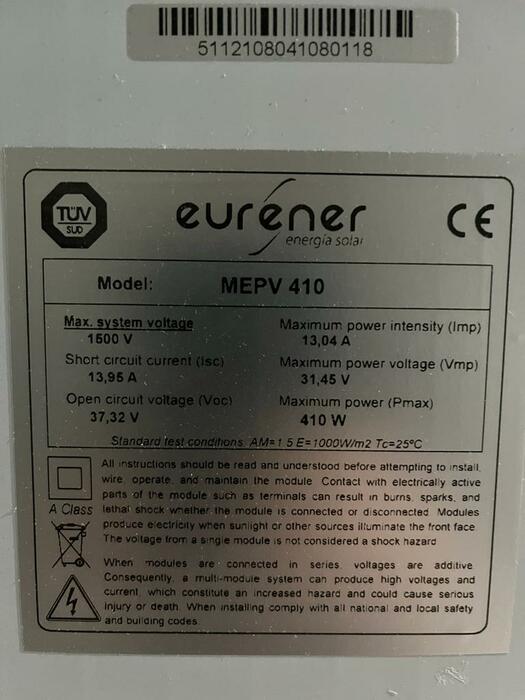 5112108041080118
TÜV
SUD
eurener
energía solar
CE
Model: MEPV 410
Max. system voltage
1500 V
Maximum power intensity (Imp)
13,04 A
Short circuit current (Isc)
13,95 A
Maximum power voltage (Vmp)
31,45 V
Open circuit voltage (Voc)
37,32 V
Maximum power (Pmax)
410 W
Standard test conditions AM=1 5 E=1000W/m2 Tc=25ºC
A Class
All instructions should be read and understood before attempting to install,
wire, operate, and maintain the module. Contact with electrically active
parts of the module such as terminals can result in burns, sparks, and
lethal shock whether the module is connected or disconnected. Modules
produce electricity when sunlight or other sources illuminate the front face.
The voltage from a single module is not considered a shock hazard
When modules are connected in series, voltages are additive.
Consequently, a multi-module system can produce high voltages and
current, which constitute an increased hazard and could cause serious
injury or death. When installing comply with all national and local safety
and building codes.